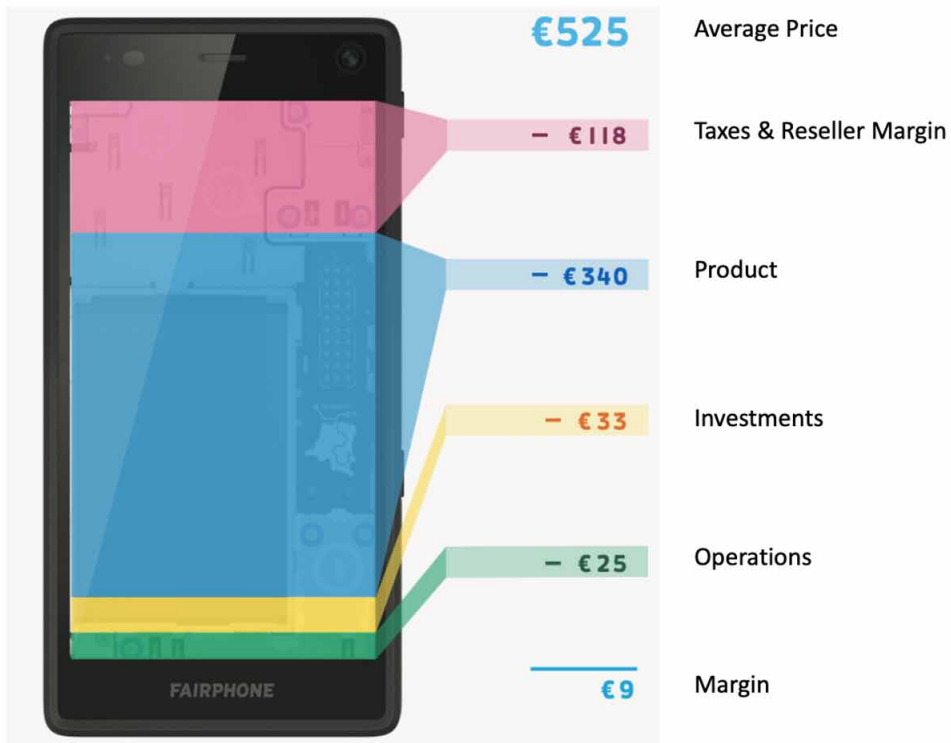 €525 Average Price
– €118 Taxes & Reseller Margin
– €340 Product
– €33 Investments
– €25 Operations
FAIRPHONE
€9 Margin